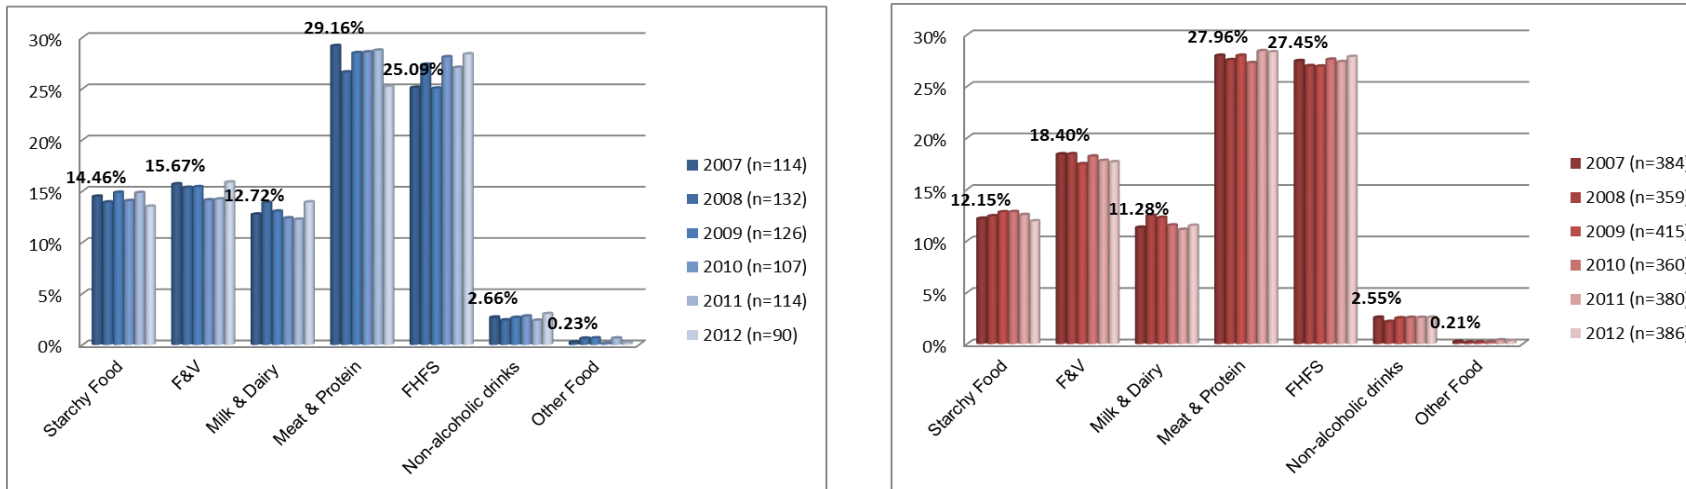 29.16%
30%
25.09%
25%
20%
15.67%
14.46%
15%
12.72%
10%
5%
2.66%
0.23%
0%
Starchy Food
F&V
Milk & Dairy
Meat & Protein
FHFS
Non-alcoholic drinks
Other Food
2007 (n=114)
2008 (n=132)
2009 (n=126)
2010 (n=107)
2011 (n=114)
2012 (n=90)
30%
27.96%
27.45%
25%
20%
18.40%
15%
12.15%
11.28%
10%
5%
2.55%
0.21%
0%
Starchy Food
F&V
Milk & Dairy
Meat & Protein
FHFS
Non-alcoholic drinks
Other Food
2007 (n=384)
2008 (n=359)
2009 (n=415)
2010 (n=360)
2011 (n=380)
2012 (n=386)